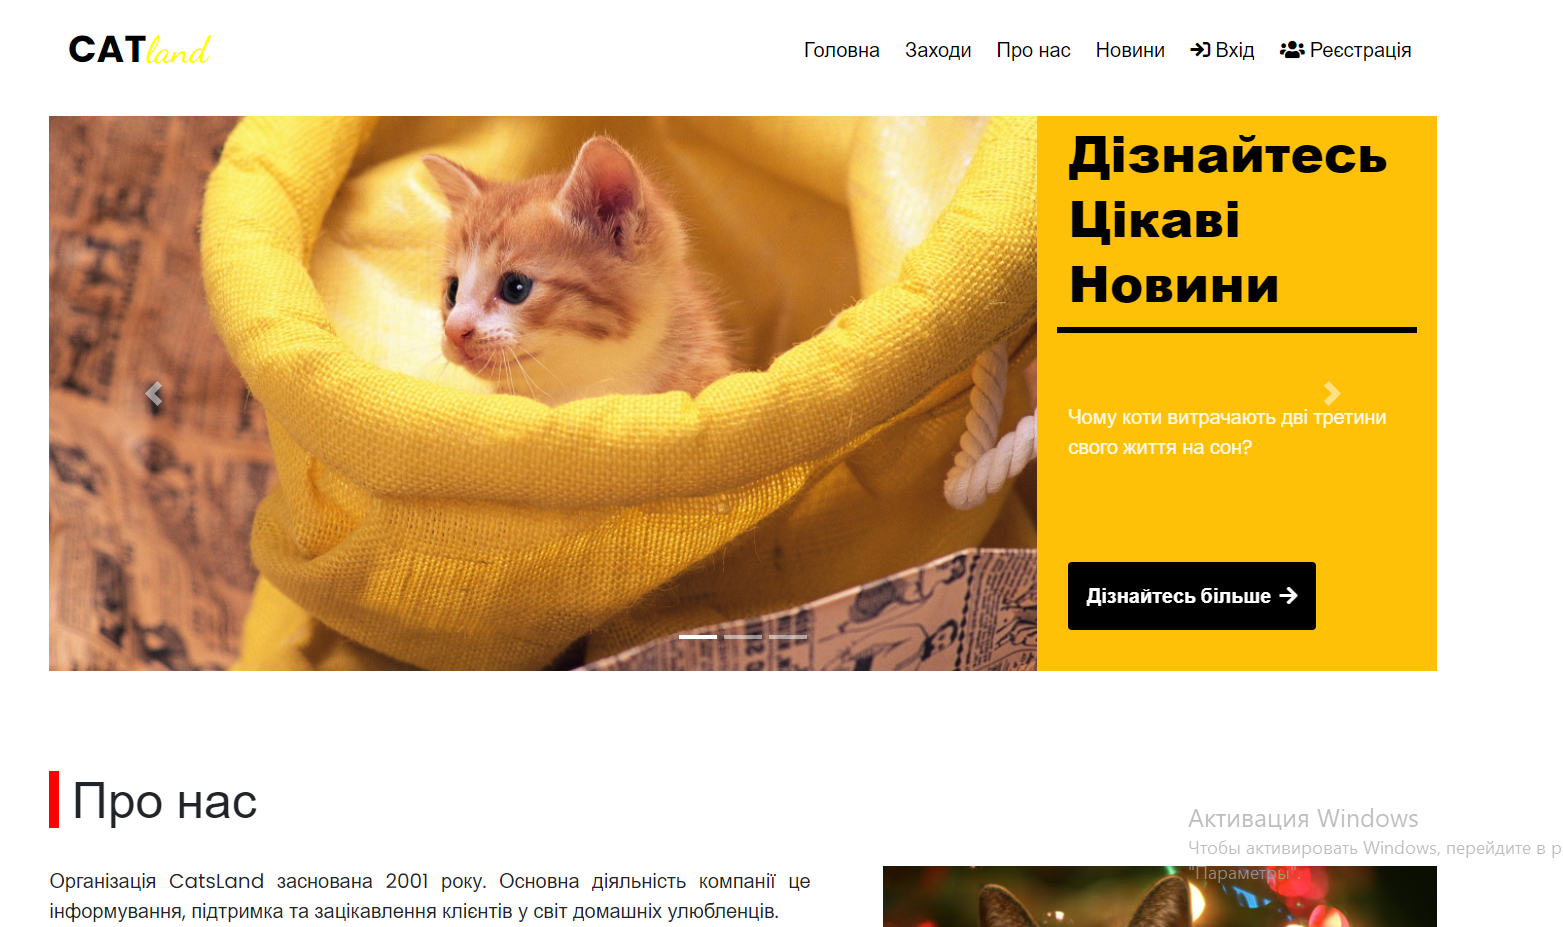 CATland
Головна Заходи Про нас Новини Вхід Реєстрація
Дізнайтесь
Цікаві
Новини
Чому коти витрачають дві третини
свого життя на сон?
Дізнайтесь більше
Про нас
Організація CatsLand заснована 2001 року. Основна діяльність компанії це
інформування, підтримка та зацікавлення клієнтів у світ домашніх улюбленців.
Активация Windows
Чтобы активировать Windows, перейдите в р
"Параметры".